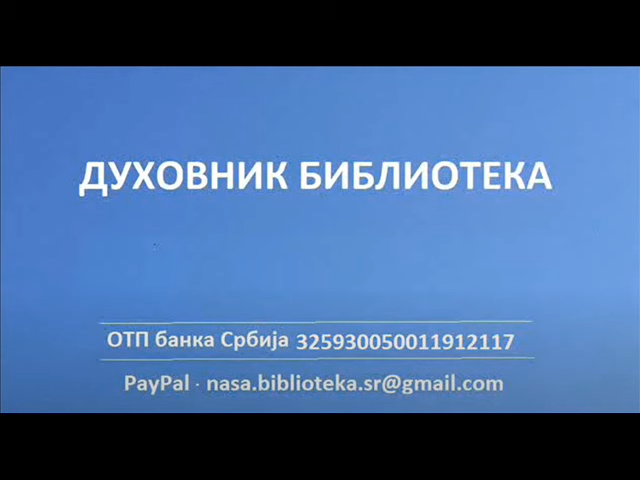 ДУХОВНИК БИБЛИОТЕКА
ОТП банка Србија 325930050011912117
PayPal · nasa.biblioteka.sr@gmail.com